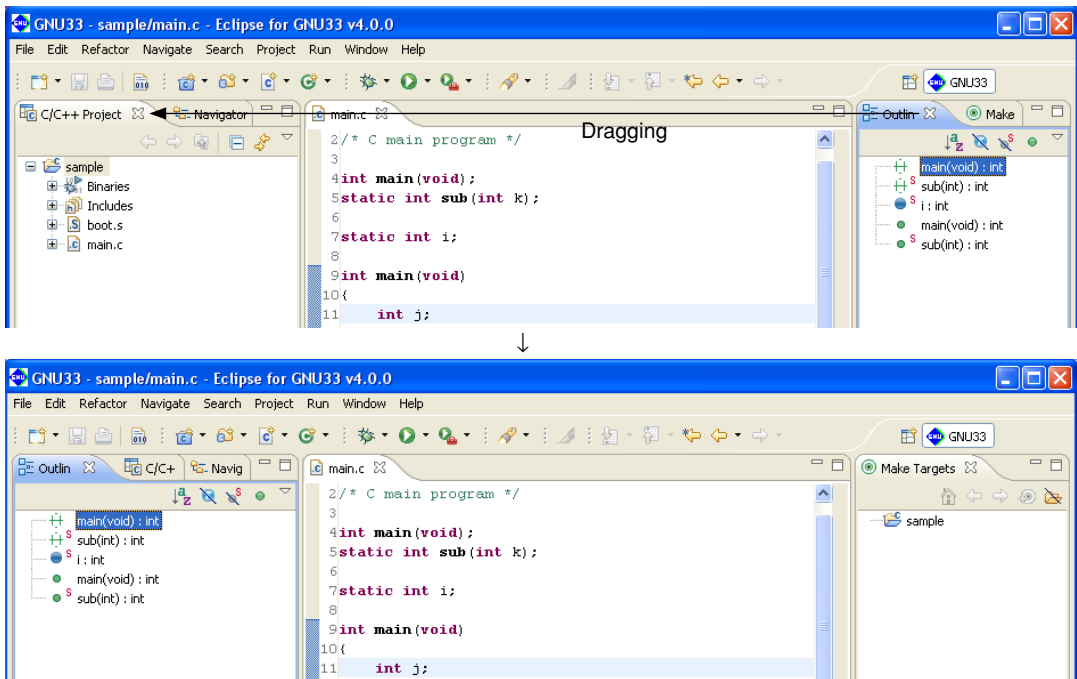 GNU33 - sample/main.c - Eclipse for GNU33 v4.0.0
File Edit Refactor Navigate Search Project Run Window Help
010
GNU33
C/C++ Project Navigator main.c Outlin Make
Dragging
sample
Binaries
Includes
boot.s
main.c
2/* C main program */
3
4int main(void);
5static int sub(int k);
6
7static int i;
8
9int main(void)
10{
11 int j;
main(void) : int
S sub(int) : int
S i : int
main(void) : int
S sub(int) : int
↓
GNU33 - sample/main.c - Eclipse for GNU33 v4.0.0
File Edit Refactor Navigate Search Project Run Window Help
010
GNU33
Outlin C/C+ Navig main.c Make Targets
main(void) : int
S sub(int) : int
S i : int
main(void) : int
S sub(int) : int
2/* C main program */
3
4int main(void);
5static int sub(int k);
6
7static int i;
8
9int main(void)
10{
11 int j;
sample